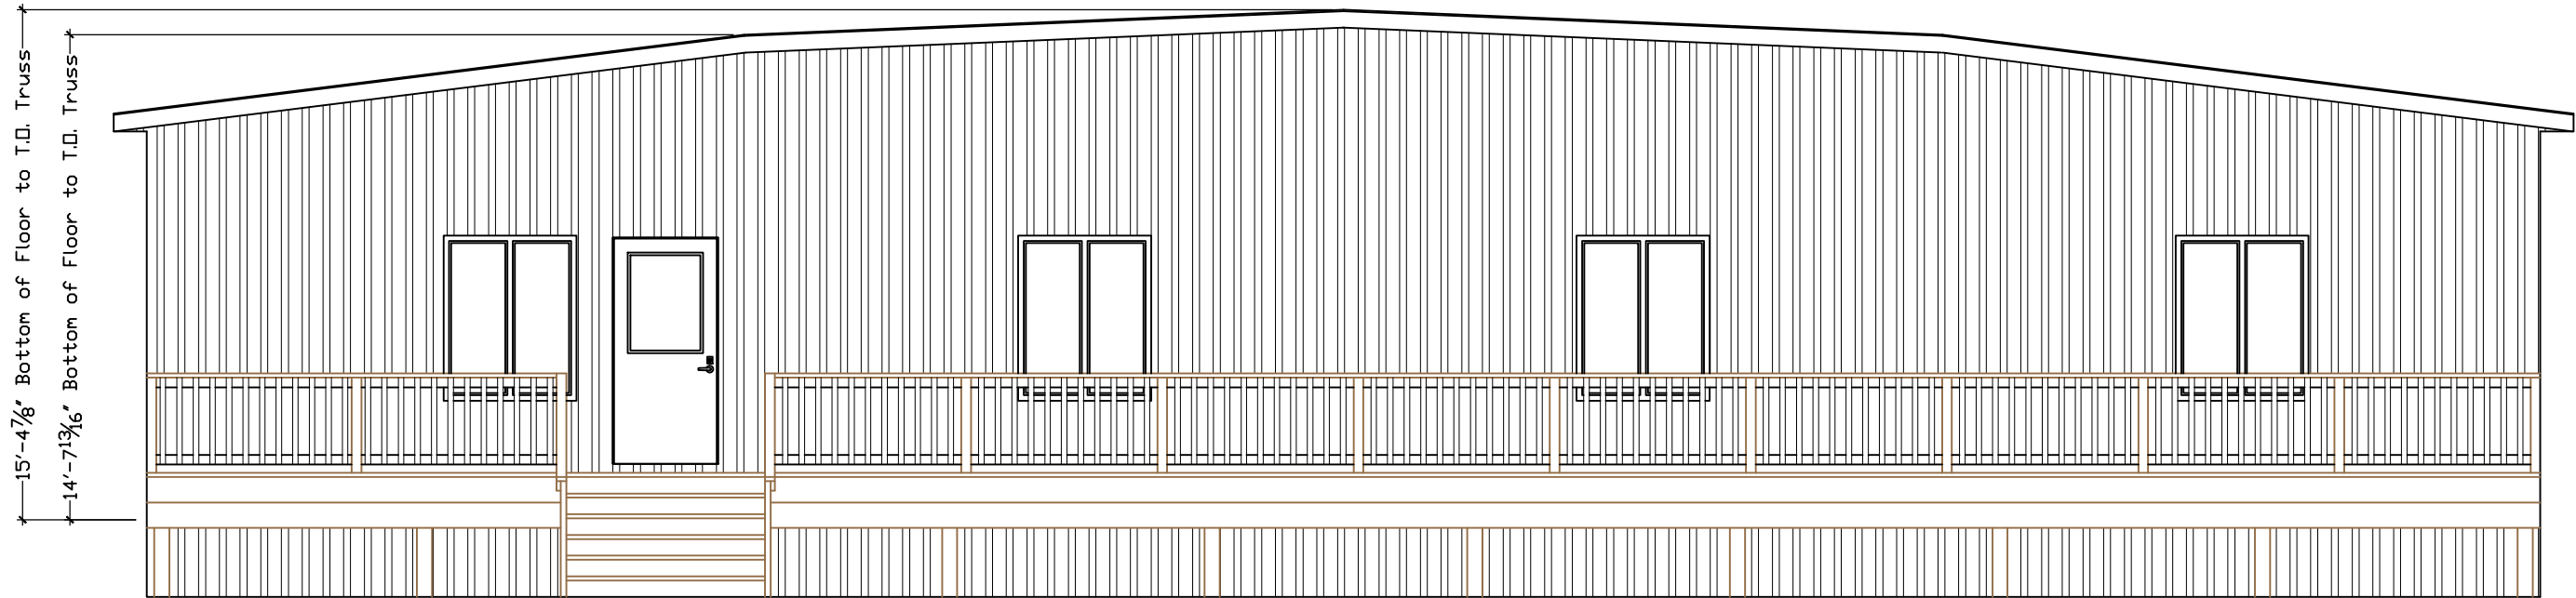 15'-4⅞" Bottom of Floor to T.O. Truss
14'-7¹³⁄₁₆" Bottom of Floor to T.O. Truss